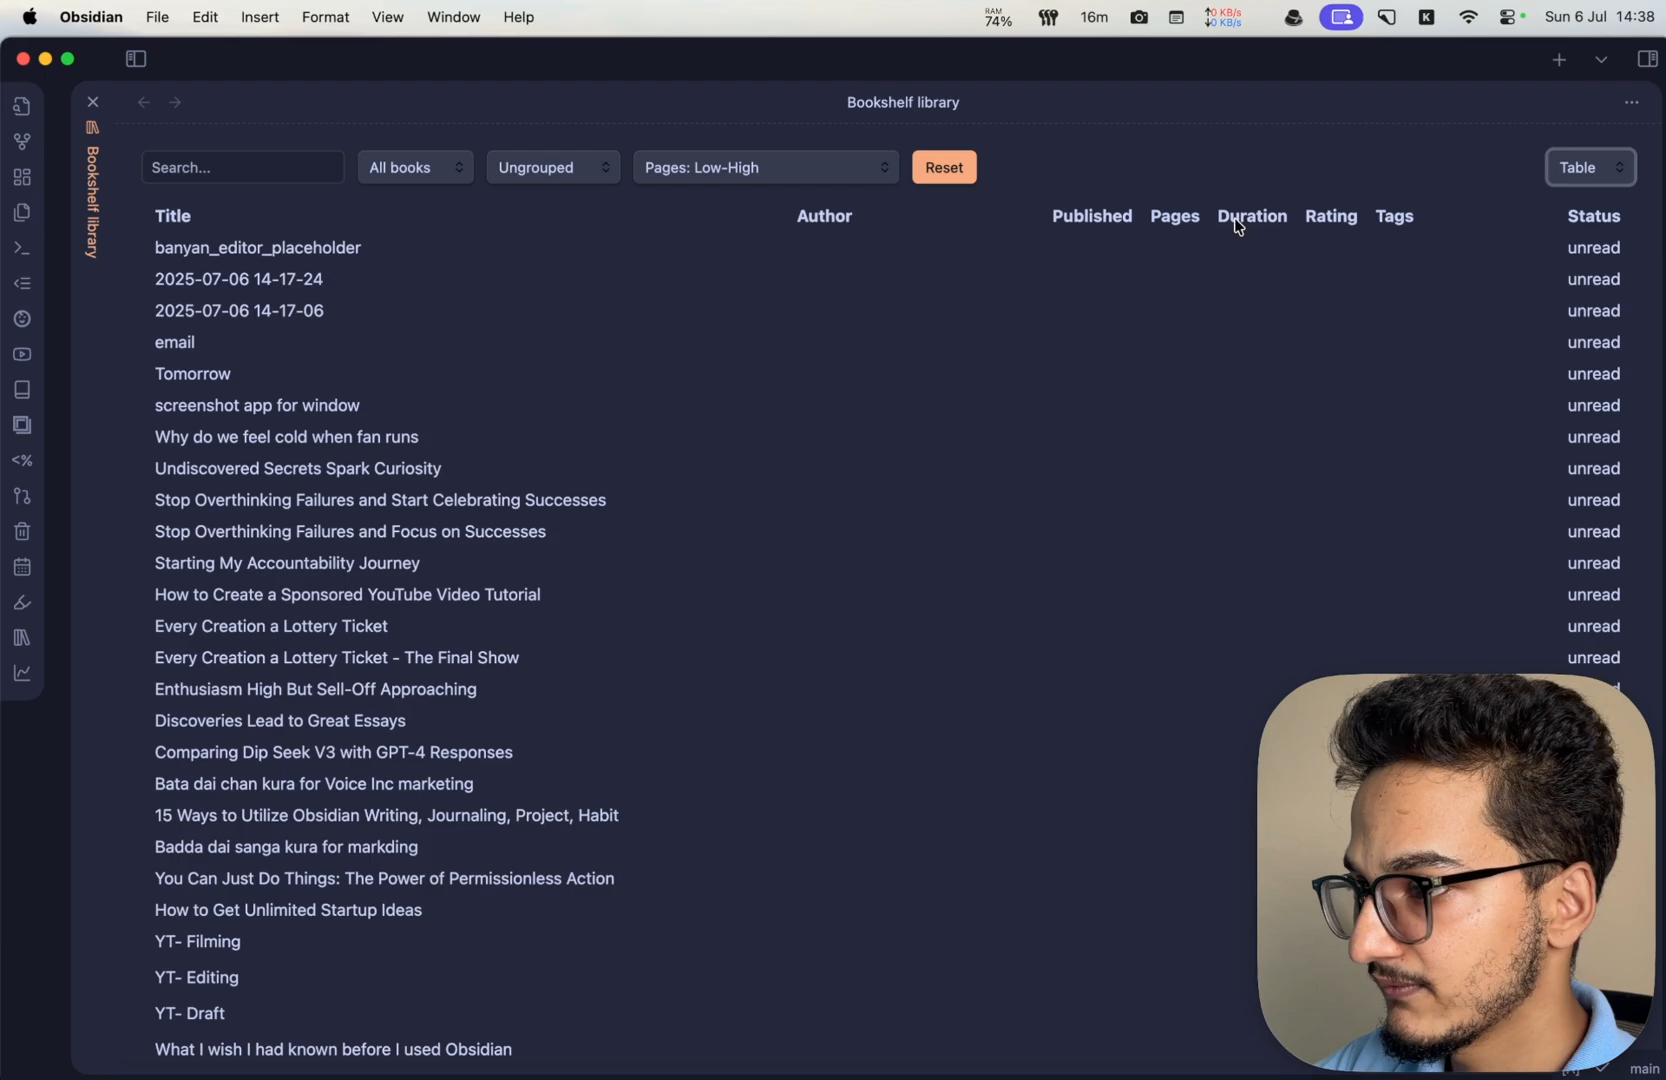 Obsidian File Edit Insert Format View Window Help RAM 74% 16m 0 KB/s 0 KB/s K Sun 6 Jul 14:38
Bookshelf library
Bookshelf library
Search... All books Ungrouped Pages: Low-High Reset Table
Title Author Published Pages Duration Rating Tags Status
banyan_editor_placeholder unread
2025-07-06 14-17-24 unread
2025-07-06 14-17-06 unread
email unread
Tomorrow unread
screenshot app for window unread
Why do we feel cold when fan runs unread
Undiscovered Secrets Spark Curiosity unread
Stop Overthinking Failures and Start Celebrating Successes unread
Stop Overthinking Failures and Focus on Successes unread
Starting My Accountability Journey unread
How to Create a Sponsored YouTube Video Tutorial unread
Every Creation a Lottery Ticket unread
Every Creation a Lottery Ticket - The Final Show unread
Enthusiasm High But Sell-Off Approaching
Discoveries Lead to Great Essays
Comparing Dip Seek V3 with GPT-4 Responses
Bata dai chan kura for Voice Inc marketing
15 Ways to Utilize Obsidian Writing, Journaling, Project, Habit
Badda dai sanga kura for markding
You Can Just Do Things: The Power of Permissionless Action
How to Get Unlimited Startup Ideas
YT- Filming
YT- Editing
YT- Draft
What I wish I had known before I used Obsidian
main